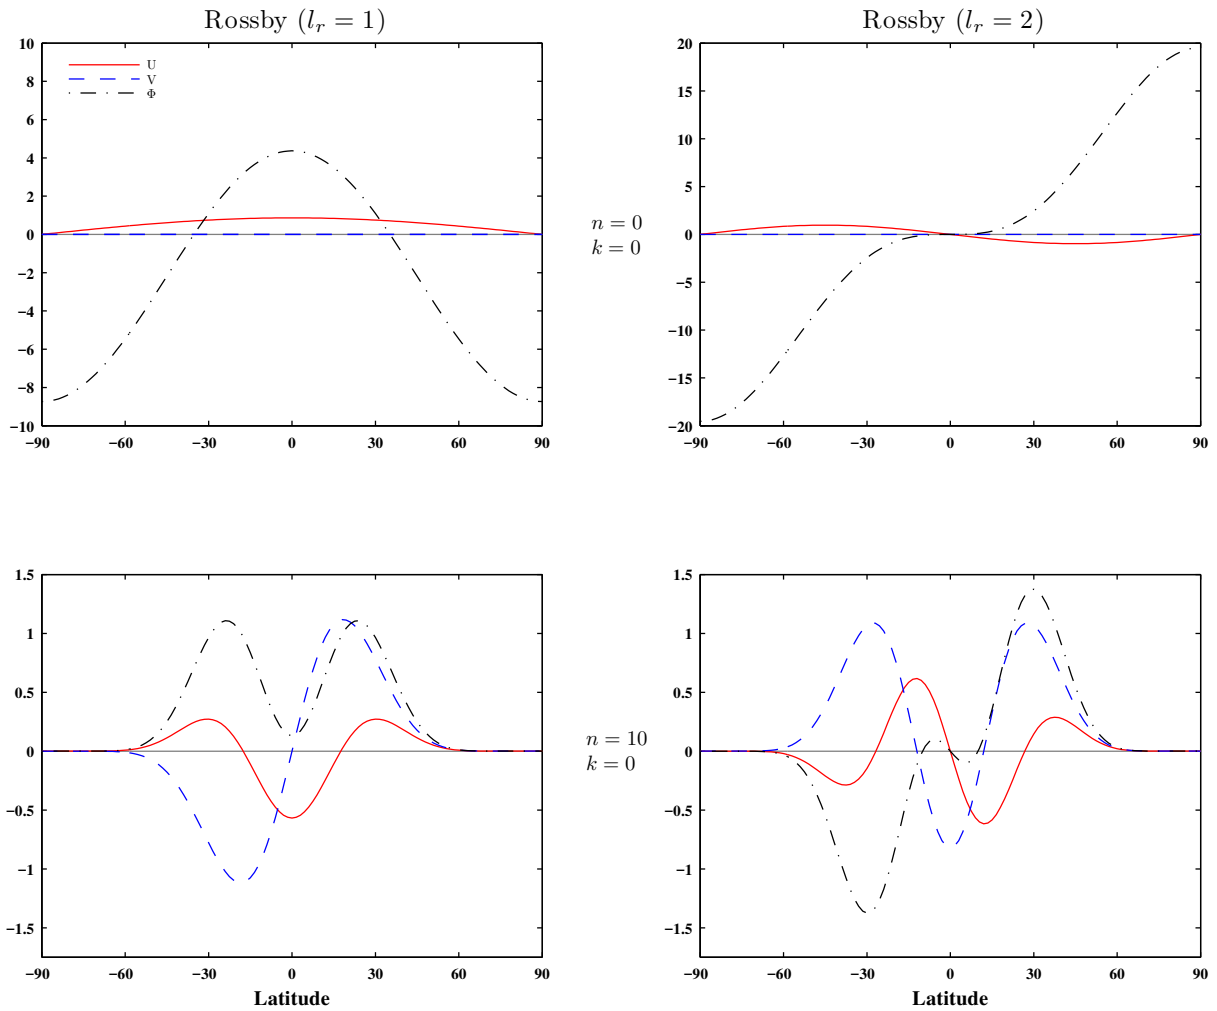 Rossby (l_r = 1)
Rossby (l_r = 2)
10
8
6
4
2
0
−2
−4
−6
−8
−10
U
V
Φ
−90 −60 −30 0 30 60 90
n = 0
k = 0
20
15
10
5
0
−5
−10
−15
−20
−90 −60 −30 0 30 60 90
1.5
1
0.5
0
−0.5
−1
−1.5
−90 −60 −30 0 30 60 90
Latitude
n = 10
k = 0
1.5
1
0.5
0
−0.5
−1
−1.5
−90 −60 −30 0 30 60 90
Latitude